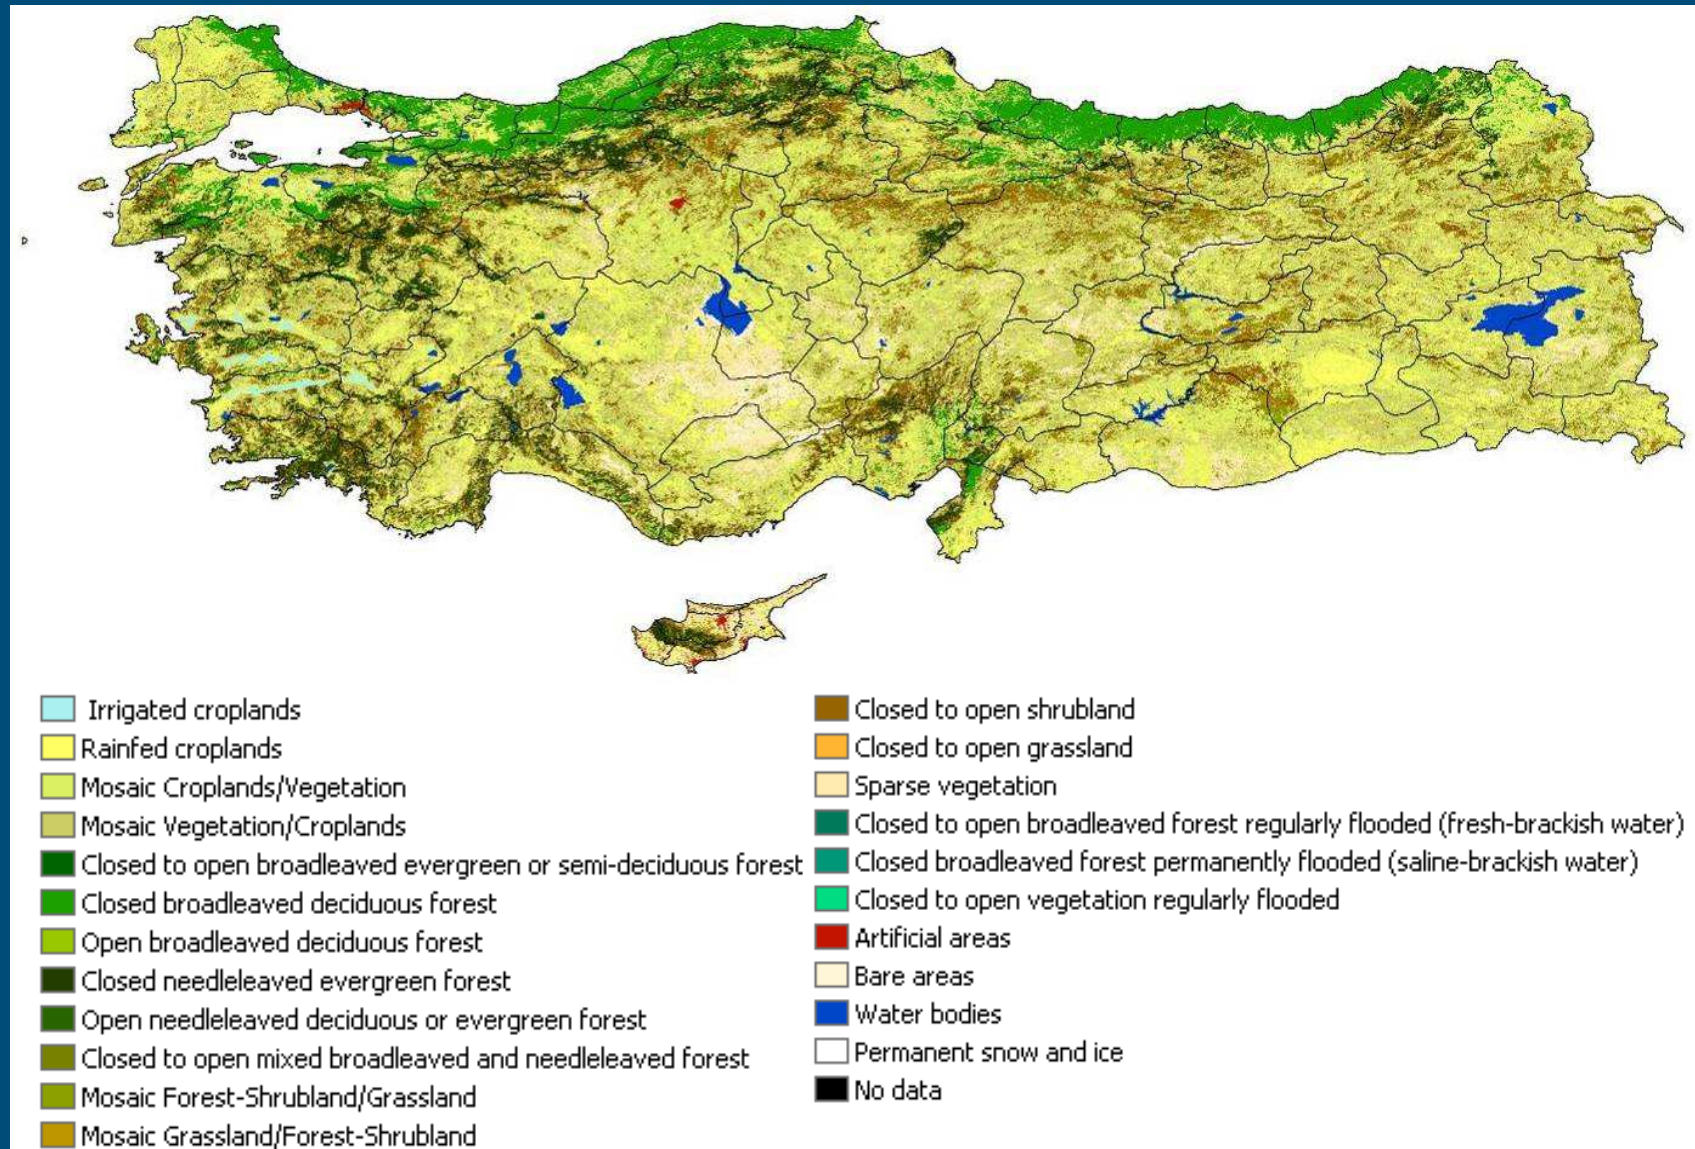 Irrigated croplands
Rainfed croplands
Mosaic Croplands/Vegetation
Mosaic Vegetation/Croplands
Closed to open broadleaved evergreen or semi-deciduous forest
Closed broadleaved deciduous forest
Open broadleaved deciduous forest
Closed needleleaved evergreen forest
Open needleleaved deciduous or evergreen forest
Closed to open mixed broadleaved and needleleaved forest
Mosaic Forest-Shrubland/Grassland
Mosaic Grassland/Forest-Shrubland
Closed to open shrubland
Closed to open grassland
Sparse vegetation
Closed to open broadleaved forest regularly flooded (fresh-brackish water)
Closed broadleaved forest permanently flooded (saline-brackish water)
Closed to open vegetation regularly flooded
Artificial areas
Bare areas
Water bodies
Permanent snow and ice
No data